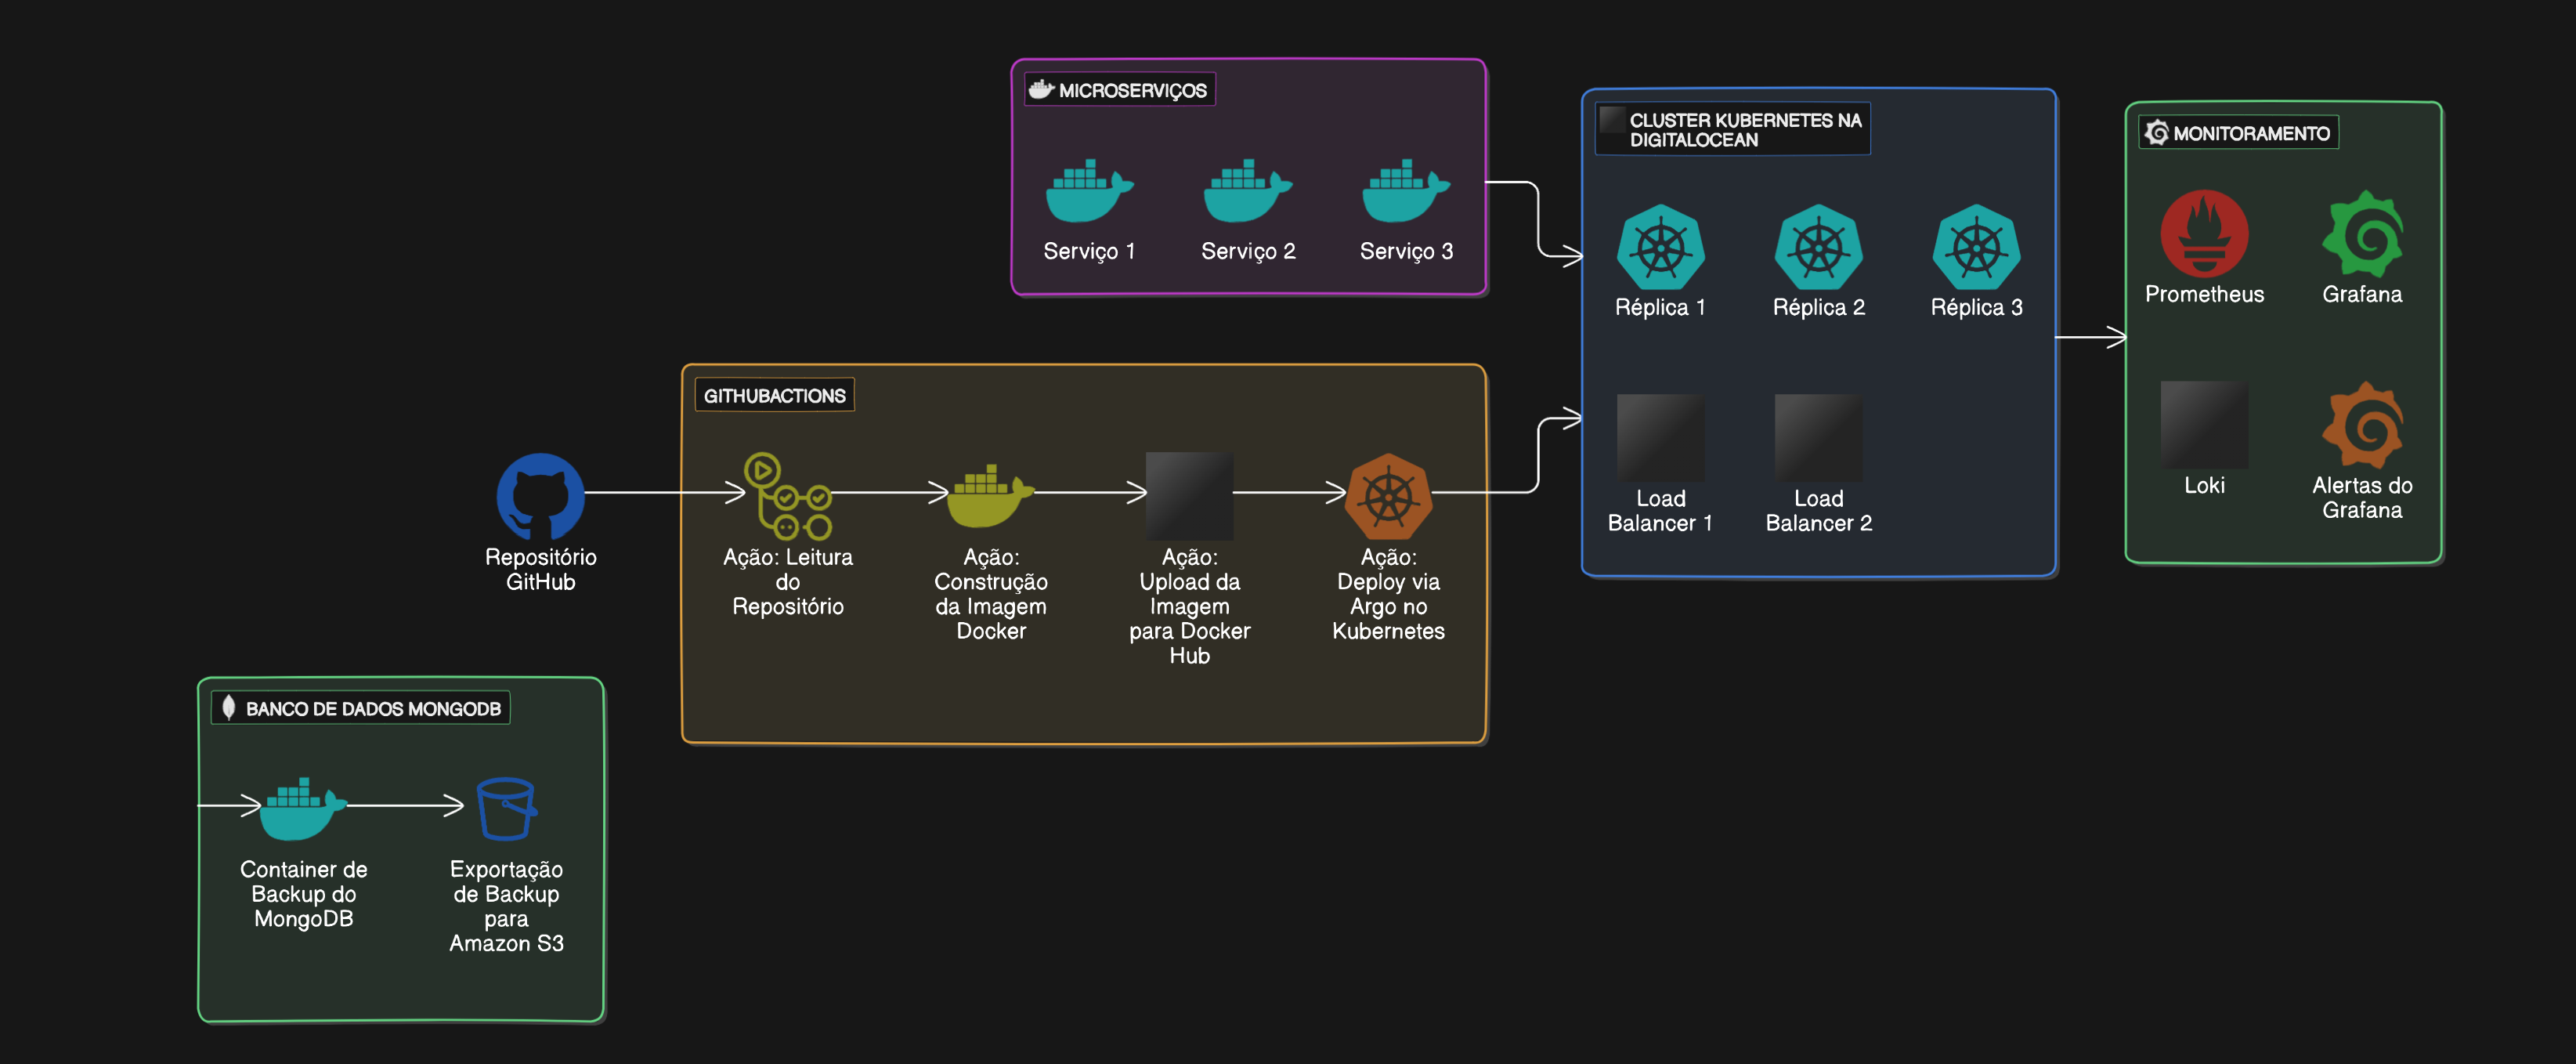 MICROSERVIÇOS
Serviço 1
Serviço 2
Serviço 3
CLUSTER KUBERNETES NA
DIGITALOCEAN
Réplica 1
Réplica 2
Réplica 3
Load
Balancer 1
Load
Balancer 2
MONITORAMENTO
Prometheus
Grafana
Loki
Alertas do
Grafana
GITHUBACTIONS
Repositório
GitHub
Ação: Leitura
do
Repositório
Ação:
Construção
da Imagem
Docker
Ação:
Upload da
Imagem
para Docker
Hub
Ação:
Deploy via
Argo no
Kubernetes
BANCO DE DADOS MONGODB
Container de
Backup do
MongoDB
Exportação
de Backup
para
Amazon S3